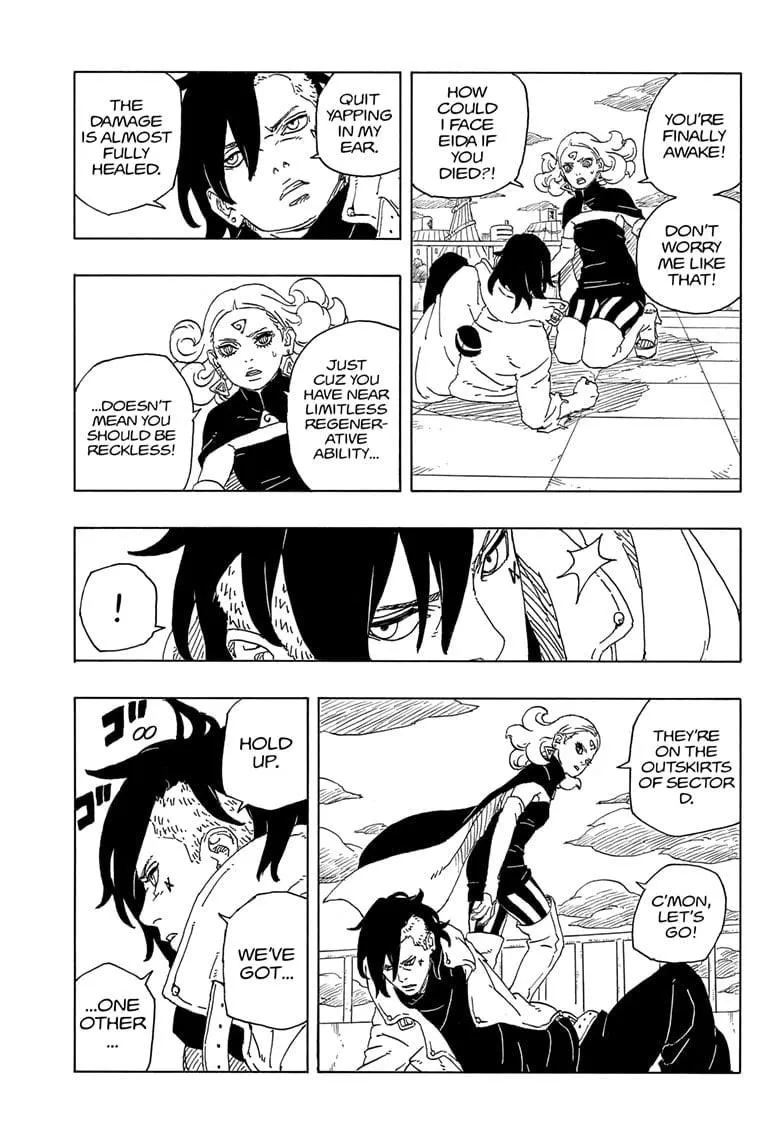 YOU'RE
FINALLY
AWAKE!
DON'T
WORRY
ME LIKE
THAT!
HOW
COULD
I FACE
EIDA IF
YOU
DIED?!
QUIT
YAPPING
IN MY
EAR.
THE
DAMAGE
IS ALMOST
FULLY
HEALED.
JUST
CUZ YOU
HAVE NEAR
LIMITLESS
REGENER-
ATIVE
ABILITY...
...DOESN'T
MEAN YOU
SHOULD BE
RECKLESS!
!
THEY'RE
ON THE
OUTSKIRTS
OF SECTOR
D.
C'MON,
LET'S
GO!
HOLD
UP.
WE'VE
GOT...
...ONE
OTHER
...
ゴ
ゴ